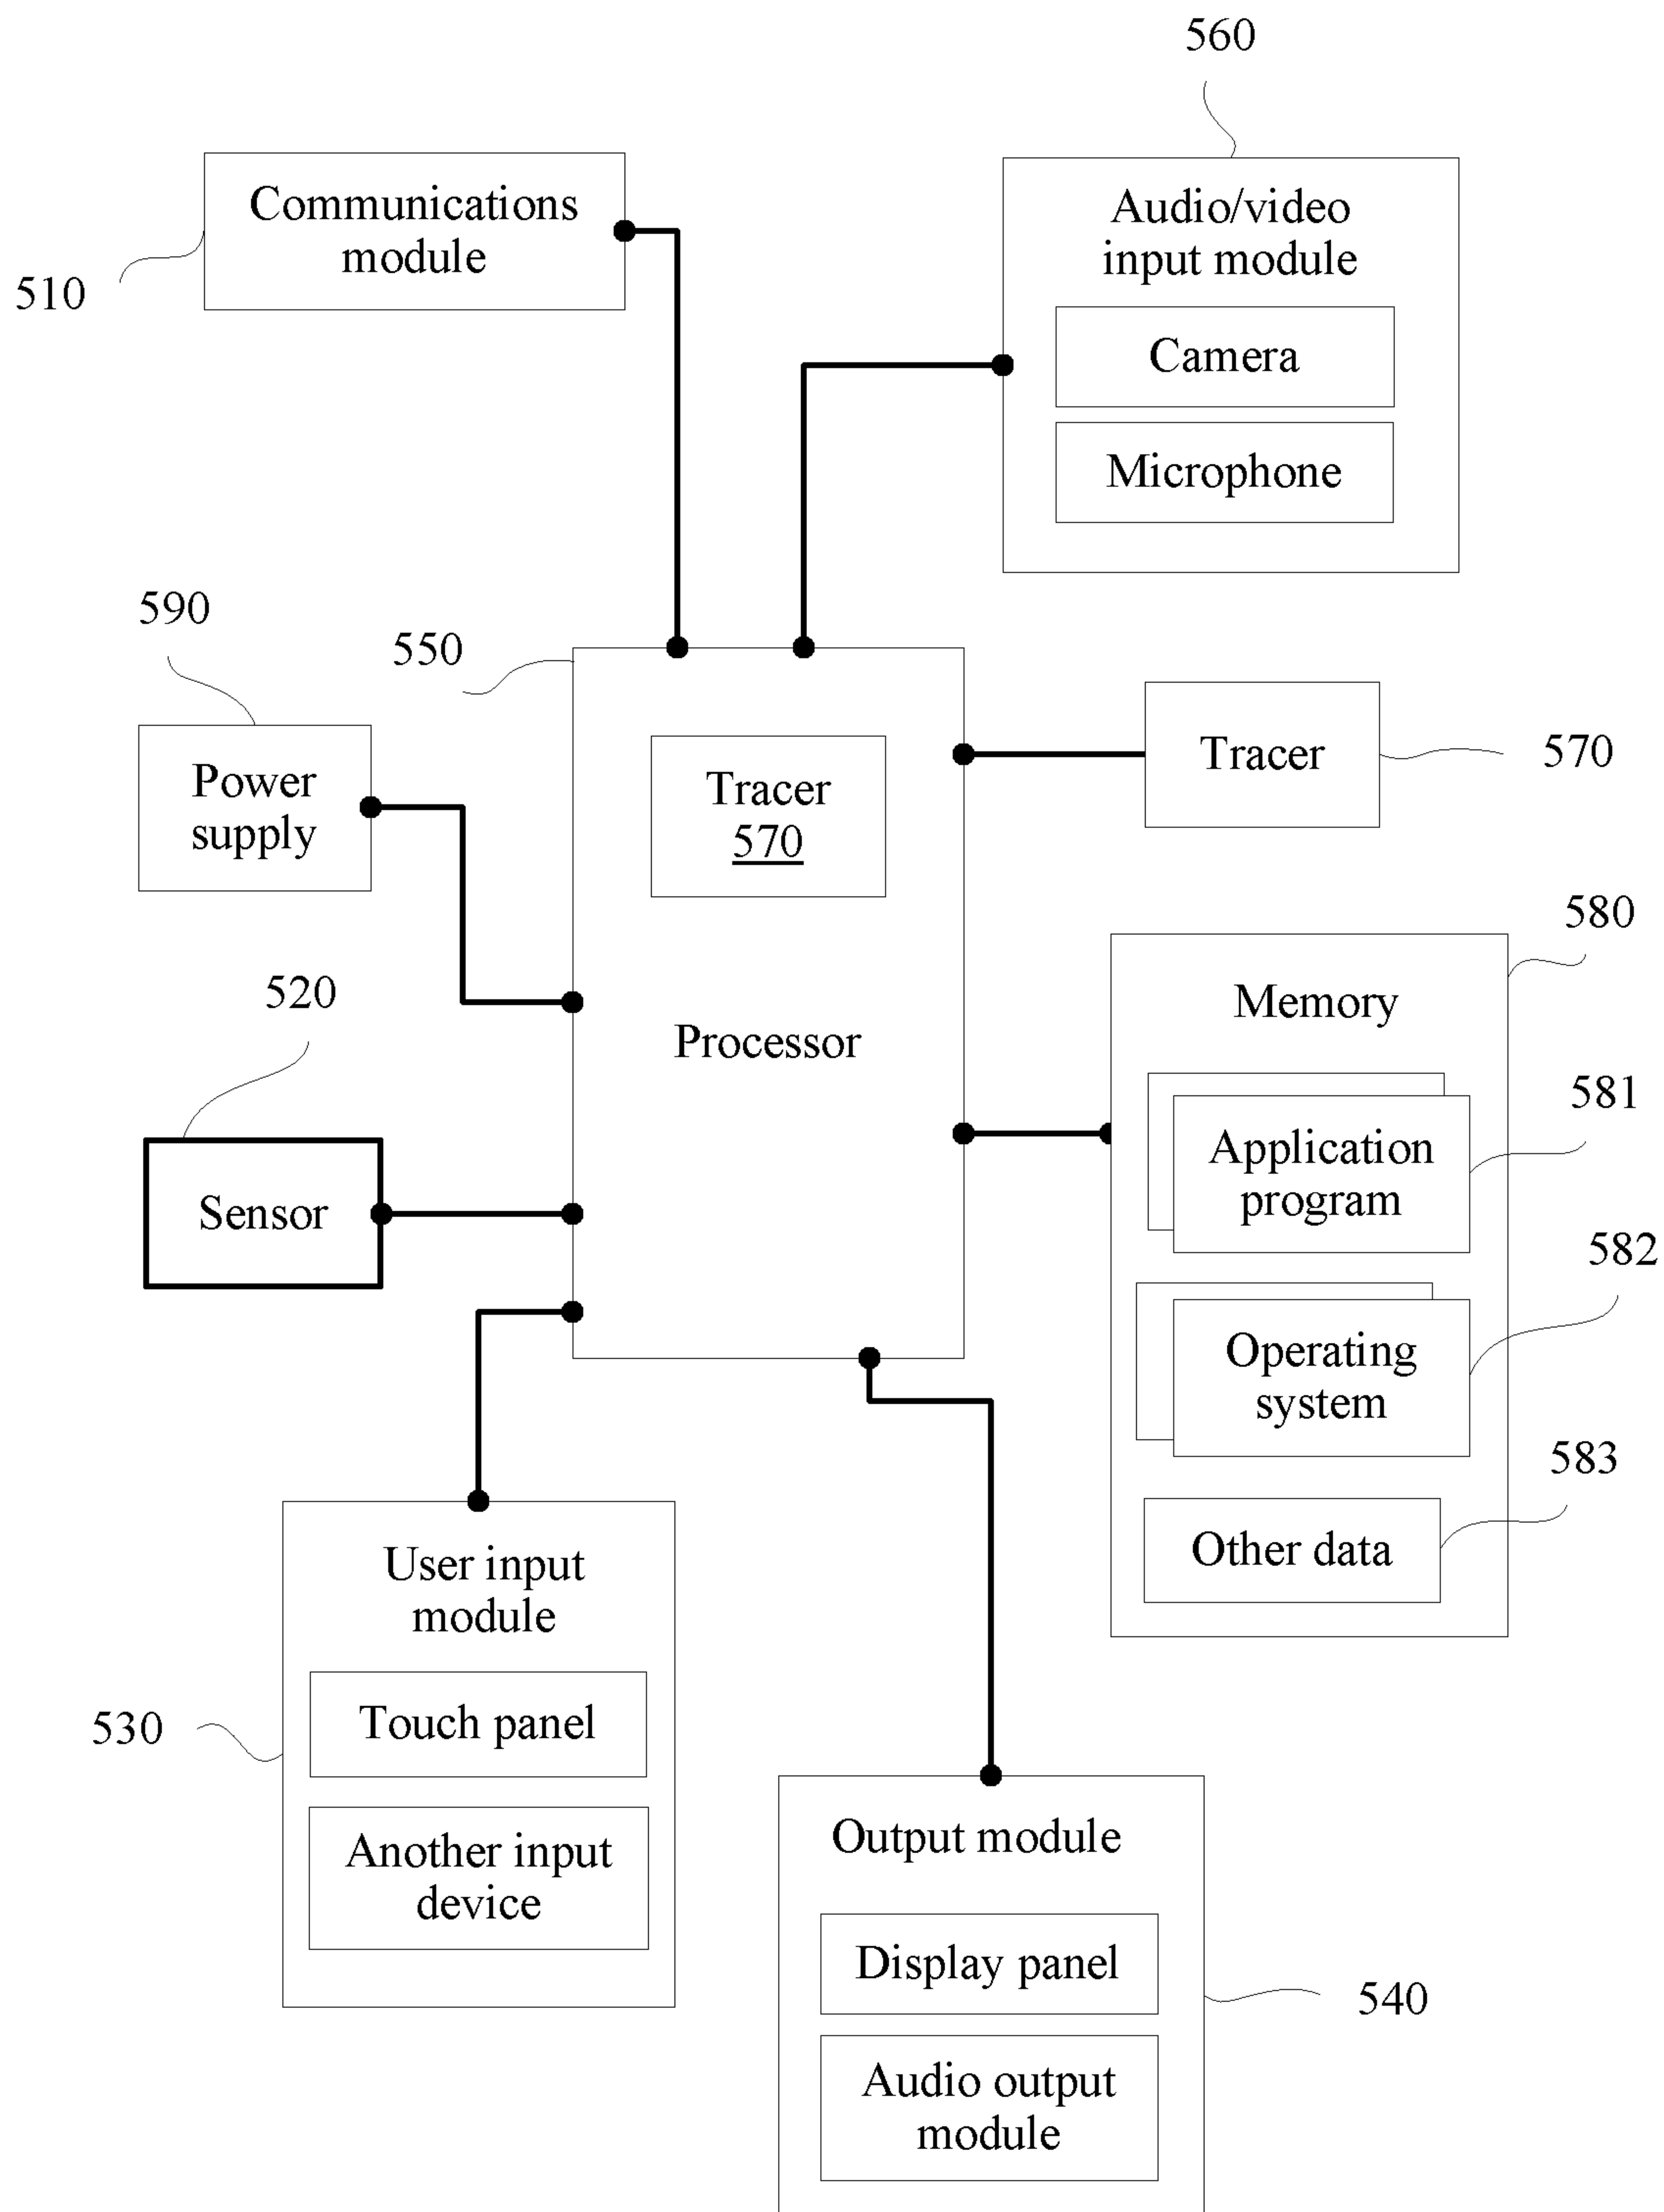 560
Communications
module
510
Audio/video
input module
Camera
Microphone
590
550
Power
supply
Tracer
570
Tracer
570
580
520
Memory
Processor
581
Sensor
Application
program
582
Operating
system
583
Other data
User input
module
530
Touch panel
Another input
device
Output module
Display panel
540
Audio output
module